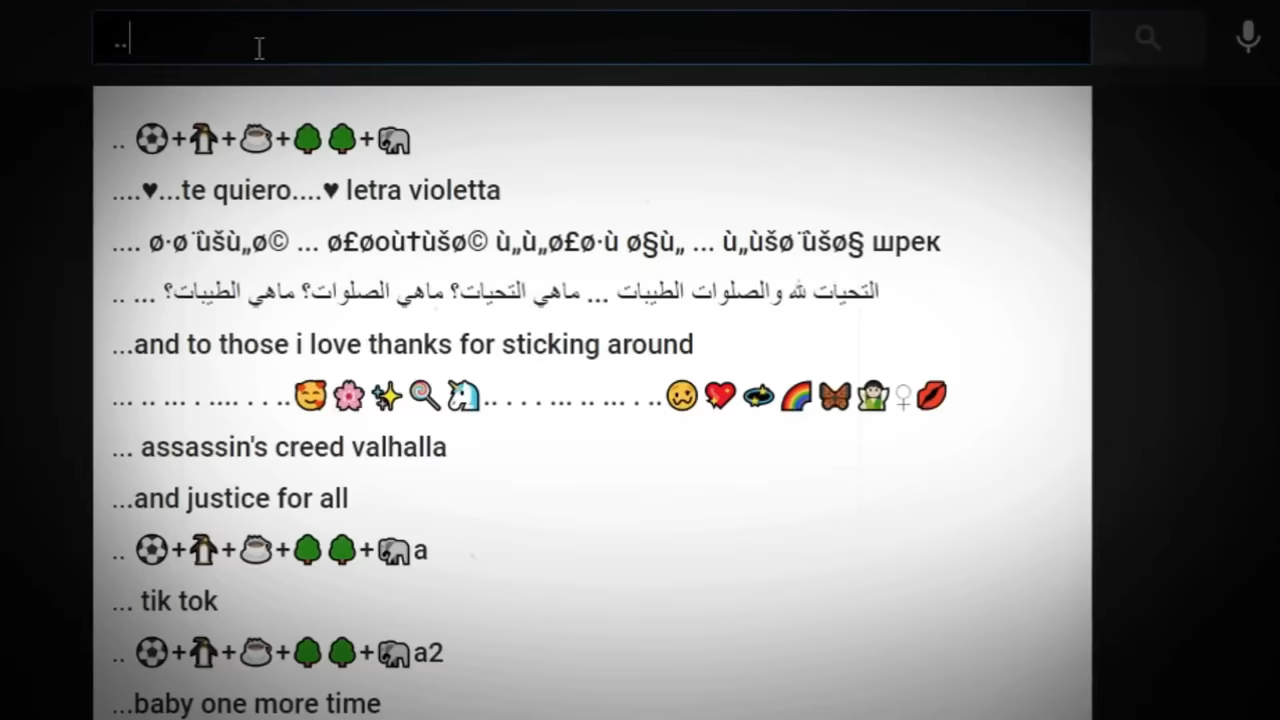 ..
.. ⚽+🐧+☕+🌳🌳+🐘
....♥...te quiero....♥ letra violetta
.... ø·ø¨ùšù„ø© ... ø£øoù†ùšø© ù„ù„ø£ø·ù ø§ù„ ... ù„ùšø¨ùšø§ шрек
التحيات لله والصلوات الطيبات ... ماهي التحيات؟ ماهي الصلوات؟ ماهي الطيبات؟ ... ..
...and to those i love thanks for sticking around
... .. ... . .... . . ..🥰🌸✨🍭🦄.. . . . ... .. ... . ..🥴💖💫🌈🦋🧚♀💋
... assassin's creed valhalla
...and justice for all
.. ⚽+🐧+☕+🌳🌳+🐘a
... tik tok
.. ⚽+🐧+☕+🌳🌳+🐘a2
...baby one more time